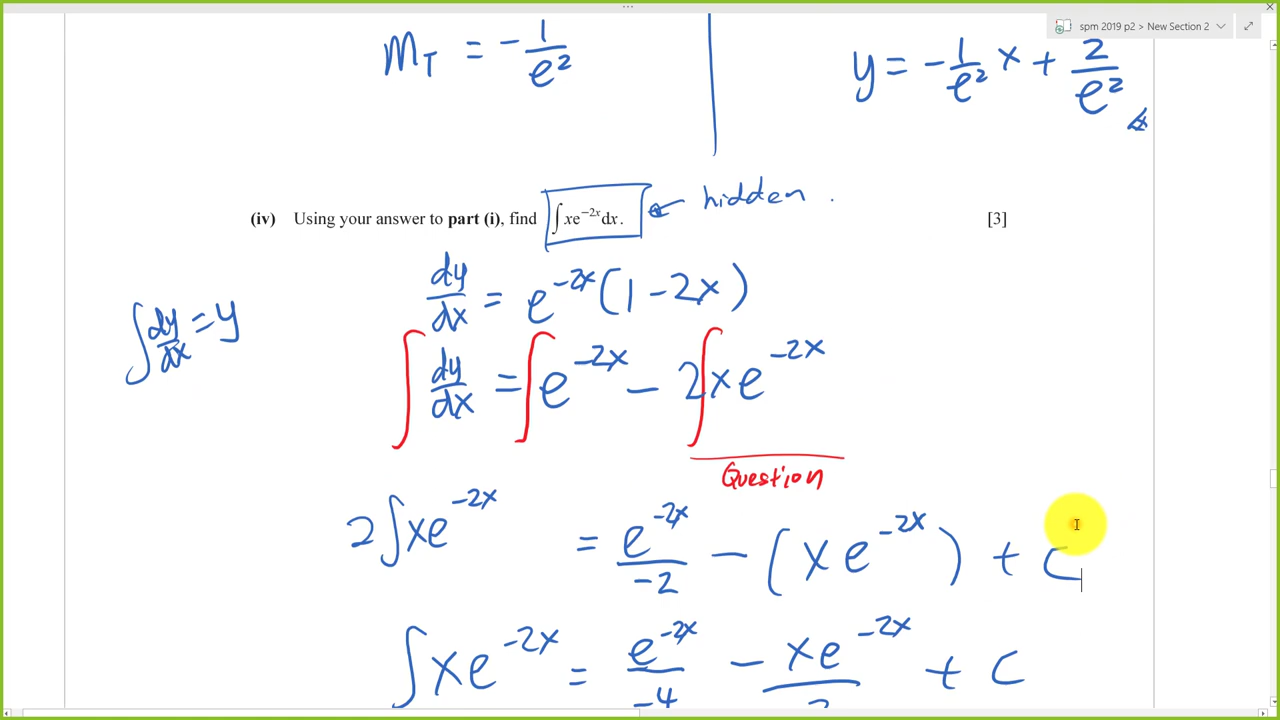 spm 2019 p2 > New Section 2
m_T = -1/e²
y = -1/e² x + 2/e²
(iv) Using your answer to part (i), find ∫xe⁻²ˣdx. ← hidden. [3]
dy/dx = e⁻²ˣ(1 - 2x)
∫dy/dx = y
∫ dy/dx = ∫e⁻²ˣ - 2∫xe⁻²ˣ
Question
2∫xe⁻²ˣ = e⁻²ˣ/-2 - (xe⁻²ˣ) + C
∫xe⁻²ˣ = e⁻²ˣ/-4 - xe⁻²ˣ/ + C